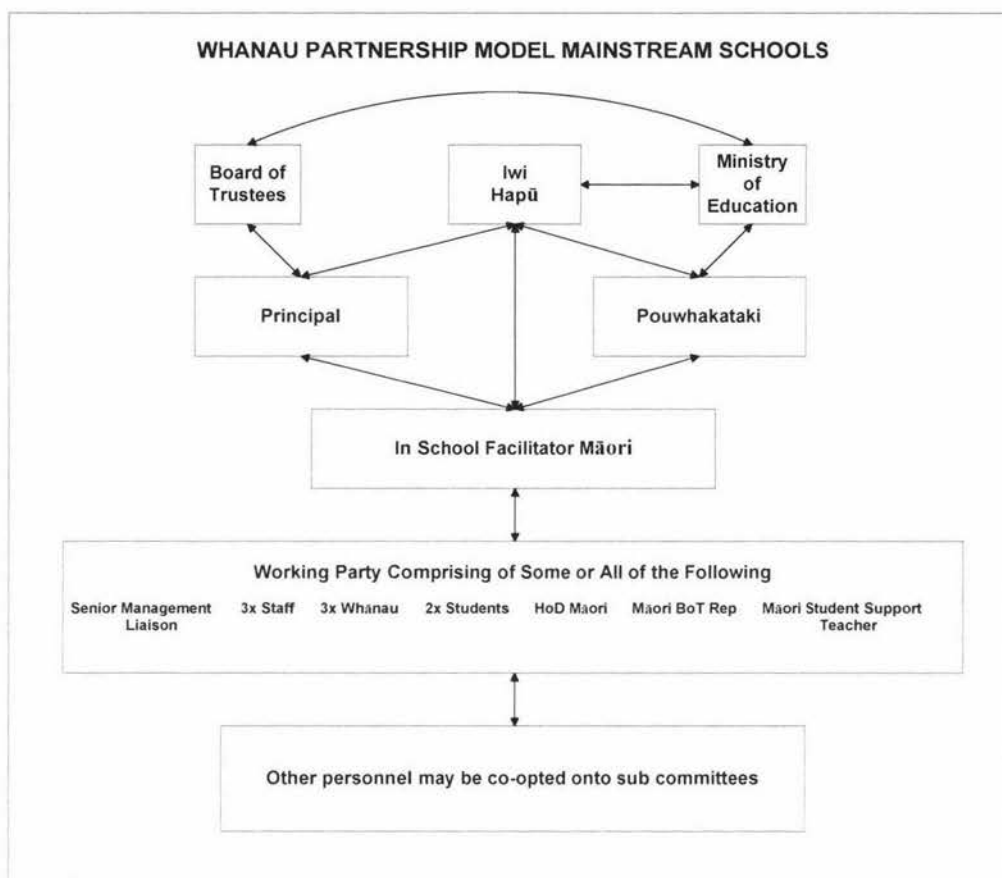 WHANAU PARTNERSHIP MODEL MAINSTREAM SCHOOLS
Board of
Trustees
Iwi
Hapū
Ministry
of
Education
Principal
Pouwhakataki
In School Facilitator Māori
Working Party Comprising of Some or All of the Following
Senior Management
Liaison
3x Staff
3x Whānau
2x Students
HoD Māori
Māori BoT Rep
Māori Student Support
Teacher
Other personnel may be co-opted onto sub committees